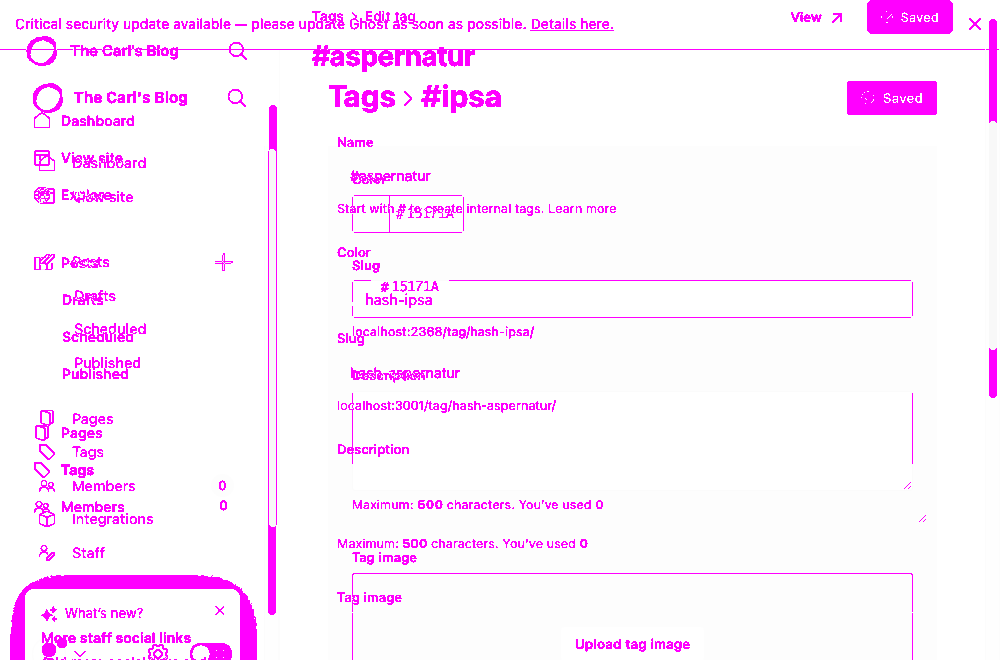 Critical security update available — please update Ghost as soon as possible. Details here.
Tags > Edit tag
View
Saved
The Carl's Blog
#aspernatur
The Carl's Blog
Tags > #ipsa
Saved
Dashboard
View site
Dashboard
Explore
View site
Posts
Posts
Drafts
Drafts
Scheduled
Scheduled
Published
Published
Pages
Pages
Tags
Tags
Members 0
Members 0
Integrations
Staff
What's new?
More staff social links
Name
#aspernatur
Color
# 15171A
Start with # to create internal tags. Learn more
Color
Slug
# 15171A
hash-ipsa
localhost:2368/tag/hash-ipsa/
Slug
hash-aspernatur
Description
localhost:3001/tag/hash-aspernatur/
Description
Maximum: 500 characters. You've used 0
Maximum: 500 characters. You've used 0
Tag image
Tag image
Upload tag image